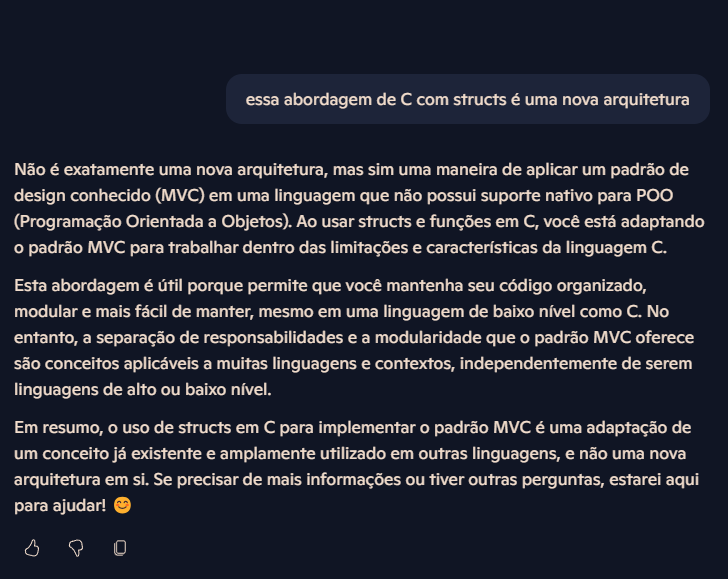 essa abordagem de C com structs é uma nova arquitetura
Não é exatamente uma nova arquitetura, mas sim uma maneira de aplicar um padrão de
design conhecido (MVC) em uma linguagem que não possui suporte nativo para POO
(Programação Orientada a Objetos). Ao usar structs e funções em C, você está adaptando
o padrão MVC para trabalhar dentro das limitações e características da linguagem C.
Esta abordagem é útil porque permite que você mantenha seu código organizado,
modular e mais fácil de manter, mesmo em uma linguagem de baixo nível como C. No
entanto, a separação de responsabilidades e a modularidade que o padrão MVC oferece
são conceitos aplicáveis a muitas linguagens e contextos, independentemente de serem
linguagens de alto ou baixo nível.
Em resumo, o uso de structs em C para implementar o padrão MVC é uma adaptação de
um conceito já existente e amplamente utilizado em outras linguagens, e não uma nova
arquitetura em si. Se precisar de mais informações ou tiver outras perguntas, estarei aqui
para ajudar! 😊